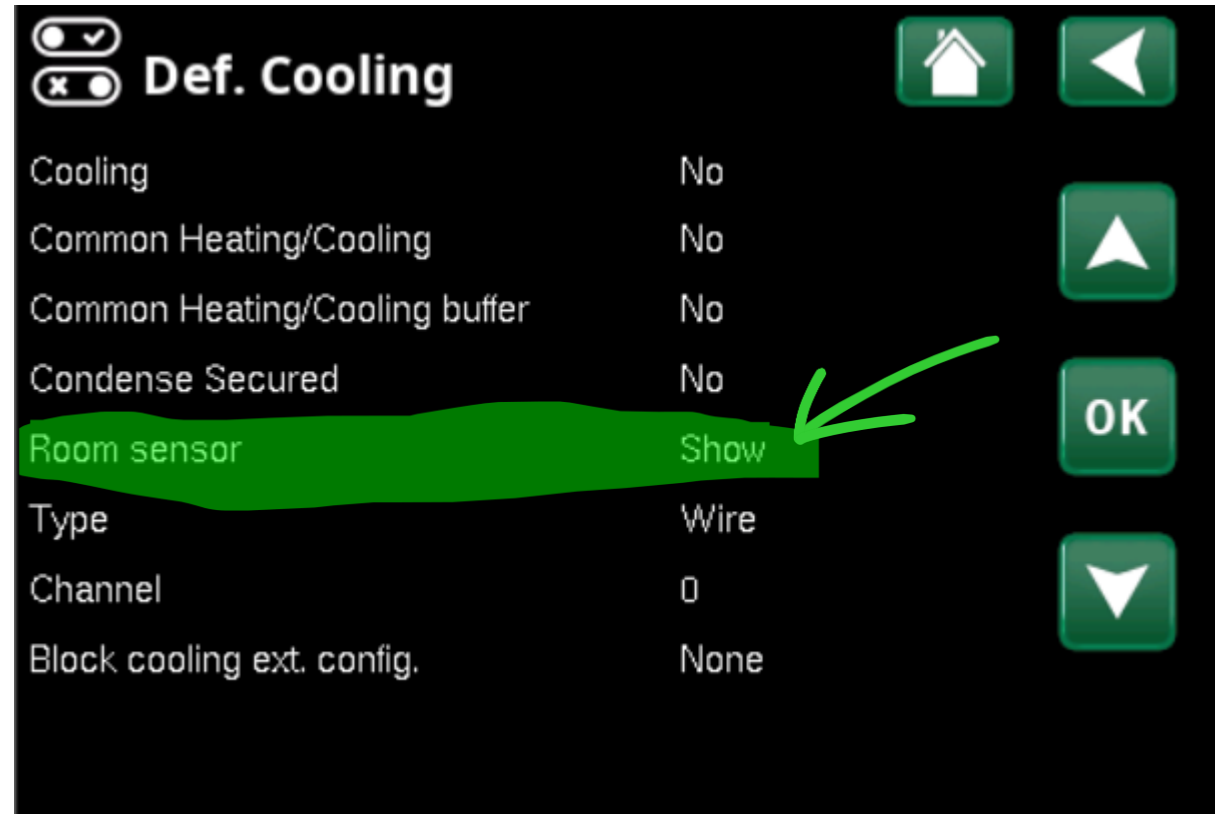 Def. Cooling
Cooling No
Common Heating/Cooling No
Common Heating/Cooling buffer No
Condense Secured No
OK
Room sensor Show
Type Wire
Channel 0
Block cooling ext. config. None